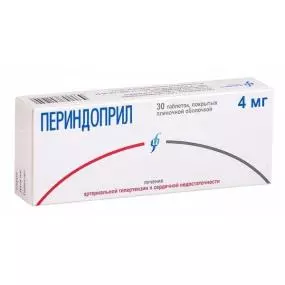 ПЕРИНДОПРИЛ
30 таблеток, покрытых
пленочной оболочкой
4 мг
лечение
артериальной гипертензии и сердечной недостаточности